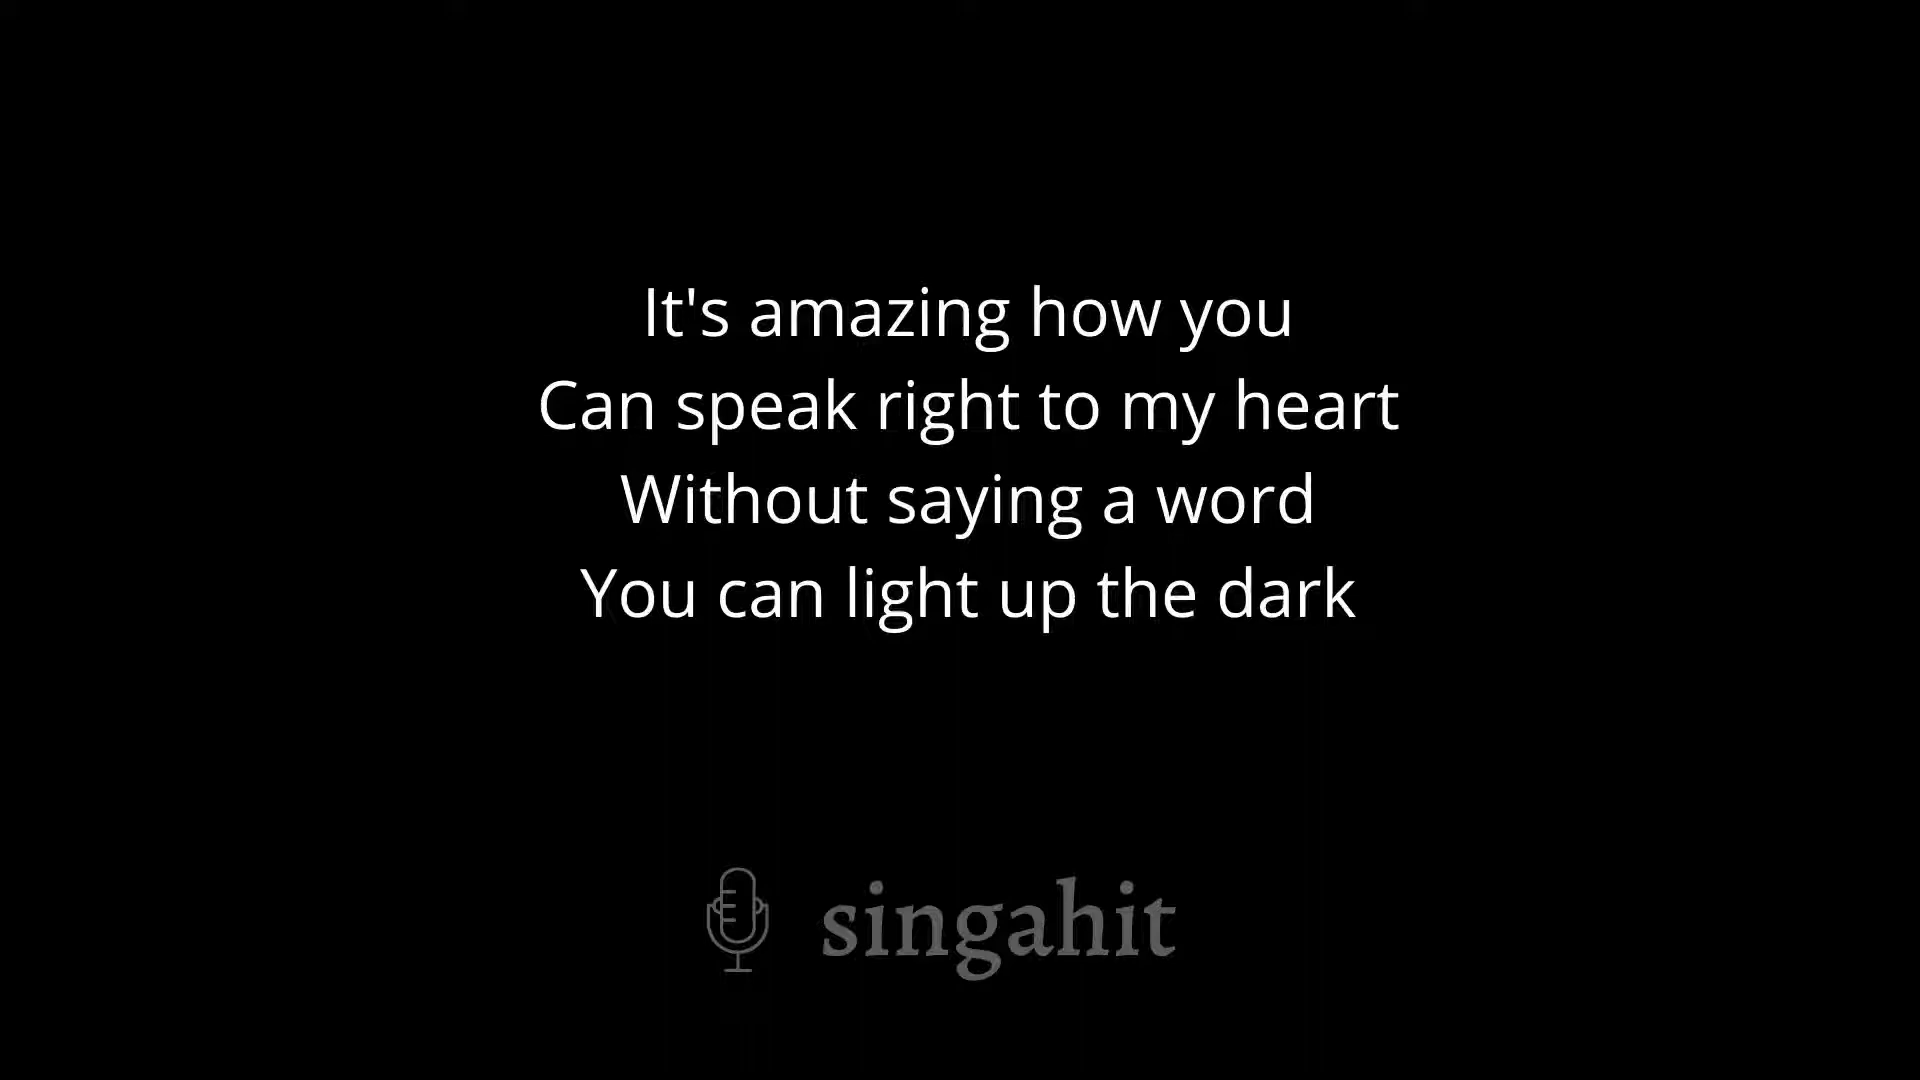 It's amazing how you
Can speak right to my heart
Without saying a word
You can light up the dark
singahit